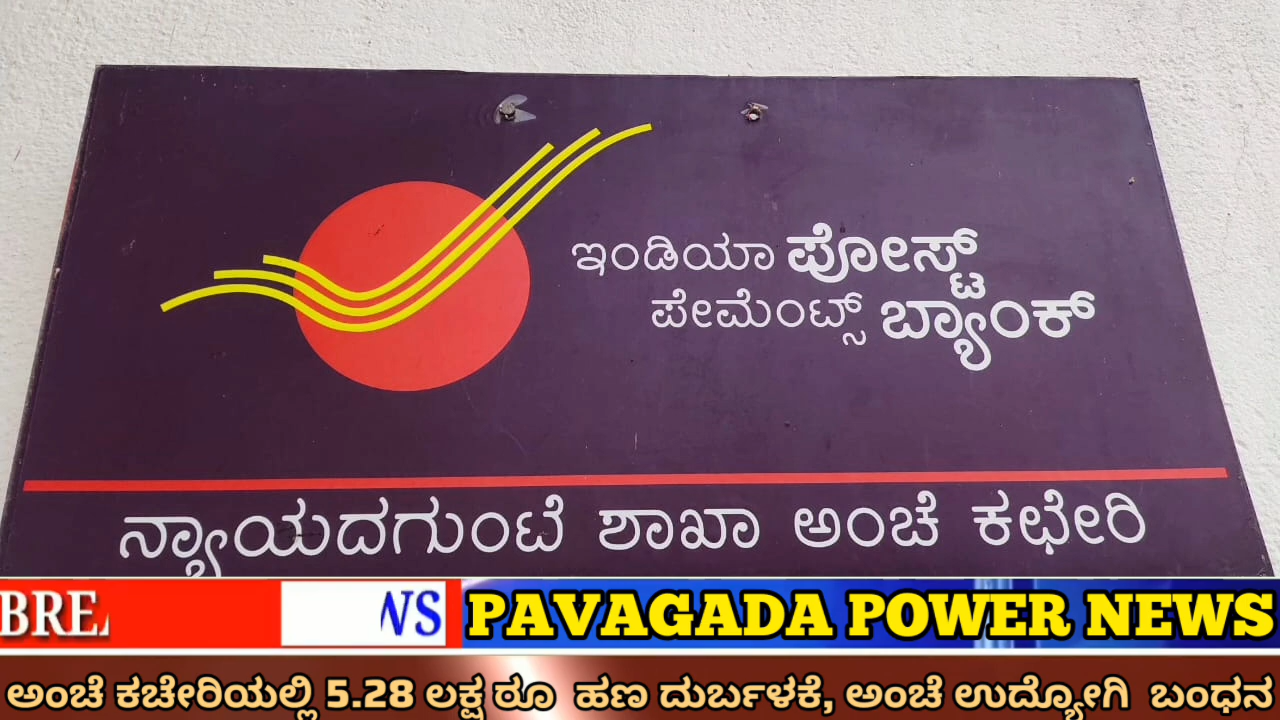 ಇಂಡಿಯಾ ಪೋಸ್ಟ್
ಪೇಮೆಂಟ್ಸ್ ಬ್ಯಾಂಕ್
ನ್ಯಾಯದಗುಂಟೆ ಶಾಖಾ ಅಂಚೆ ಕಛೇರಿ
PAVAGADA POWER NEWS
ಅಂಚೆ ಕಚೇರಿಯಲ್ಲಿ 5.28 ಲಕ್ಷ ರೂ ಹಣ ದುರ್ಬಳಕೆ, ಅಂಚೆ ಉದ್ಯೋಗಿ ಬಂಧನ